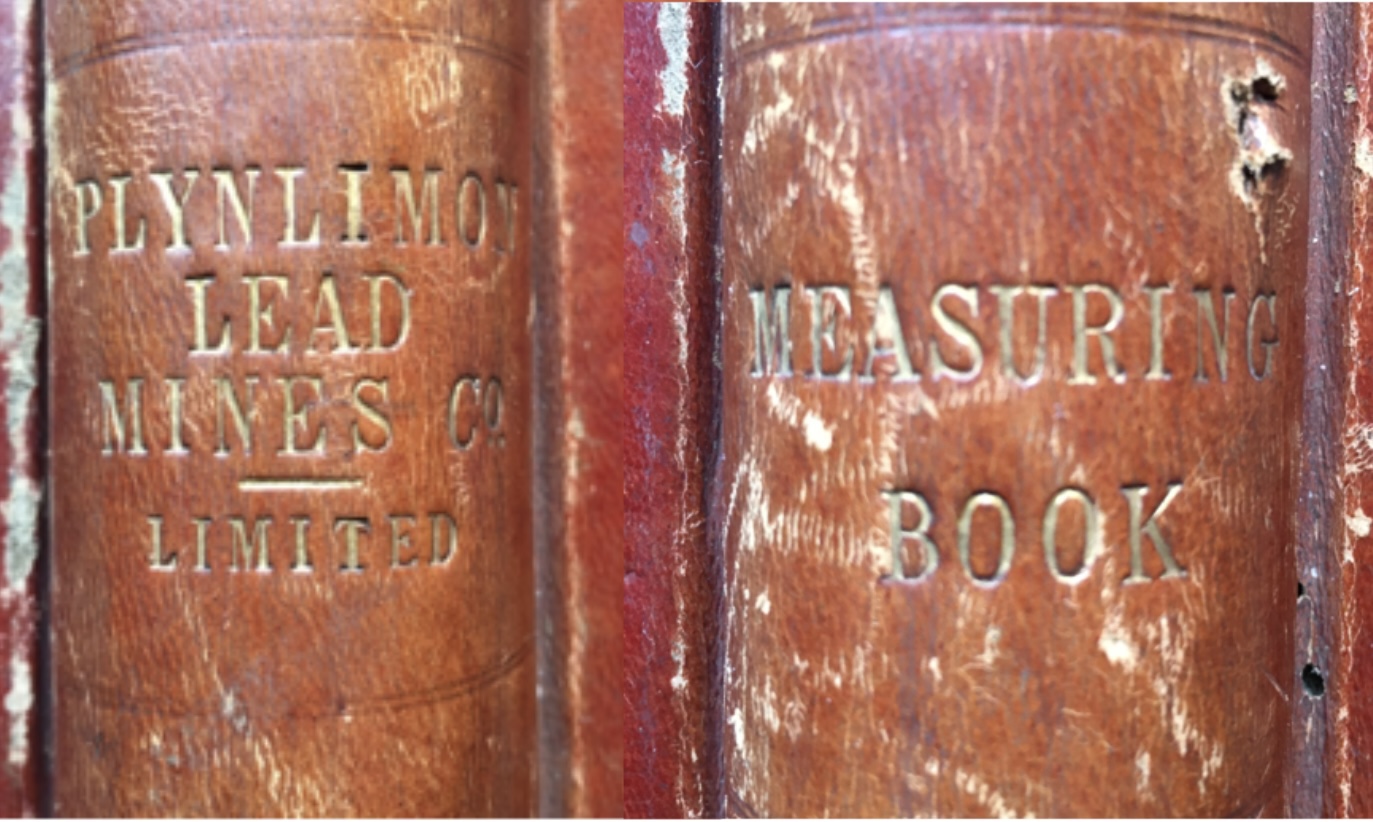 PLYNLIMON
LEAD
MINES Co.
LIMITED
MEASURING
BOOK